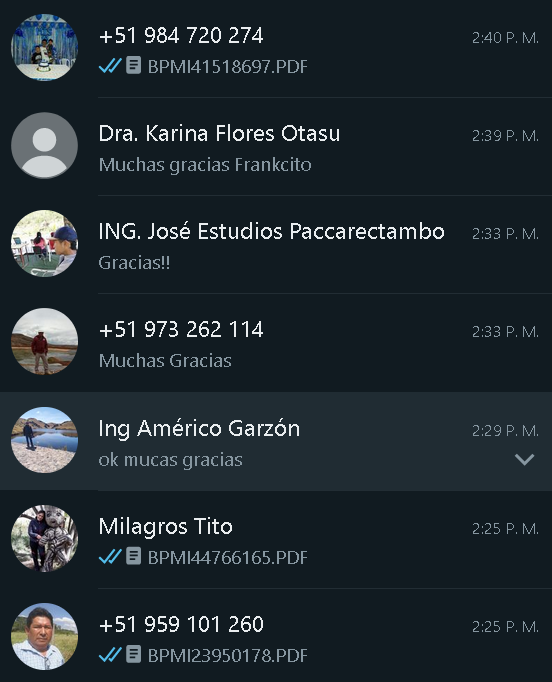 +51 984 720 274
2:40 P. M.
BPMI41518697.PDF
Dra. Karina Flores Otasu
2:39 P. M.
Muchas gracias Frankcito
ING. José Estudios Paccarectambo
2:33 P. M.
Gracias!!
+51 973 262 114
2:33 P. M.
Muchas Gracias
Ing Américo Garzón
2:29 P. M.
ok mucas gracias
Milagros Tito
2:25 P. M.
BPMI44766165.PDF
+51 959 101 260
2:25 P. M.
BPMI23950178.PDF